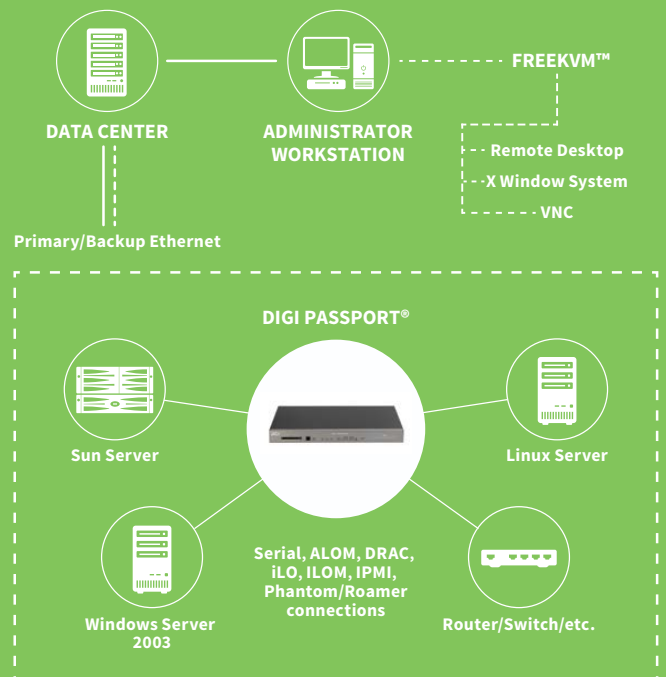 DATA CENTER
ADMINISTRATOR
WORKSTATION
FREEKVM™
Remote Desktop
X Window System
VNC
Primary/Backup Ethernet
DIGI PASSPORT®
Sun Server
Linux Server
Serial, ALOM, DRAC,
iLO, ILOM, IPMI,
Phantom/Roamer
connections
Windows Server
2003
Router/Switch/etc.